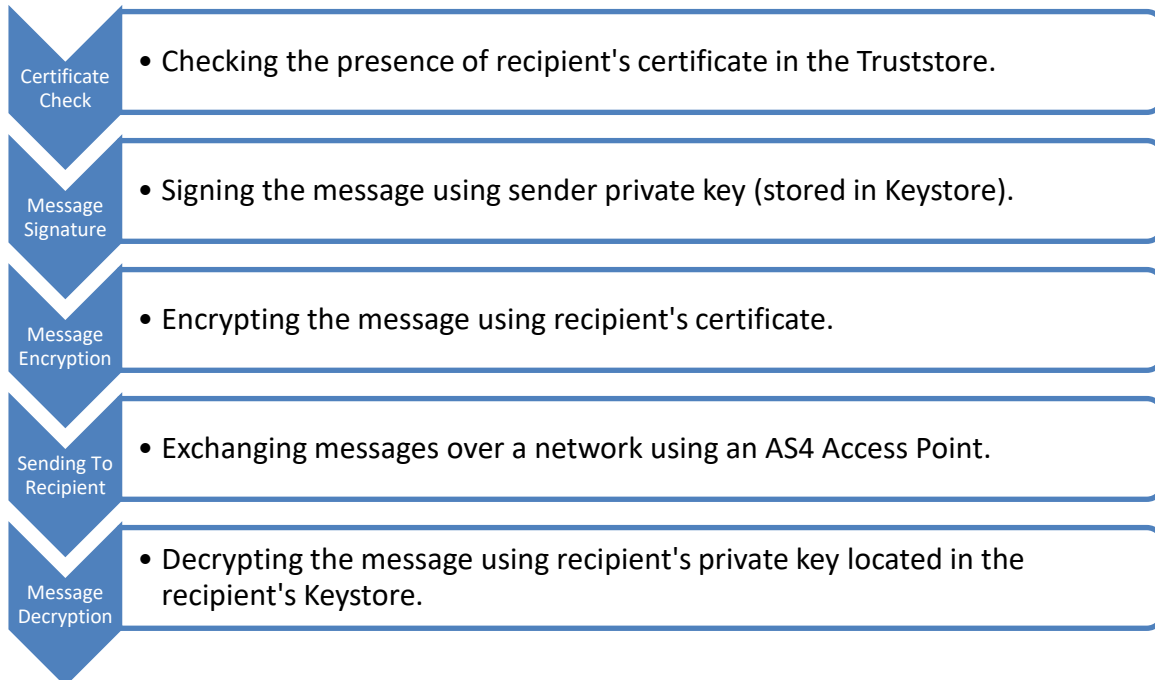 Certificate
Check
• Checking the presence of recipient's certificate in the Truststore.
Message
Signature
• Signing the message using sender private key (stored in Keystore).
Message
Encryption
• Encrypting the message using recipient's certificate.
Sending To
Recipient
• Exchanging messages over a network using an AS4 Access Point.
Message
Decryption
• Decrypting the message using recipient's private key located in the
recipient's Keystore.